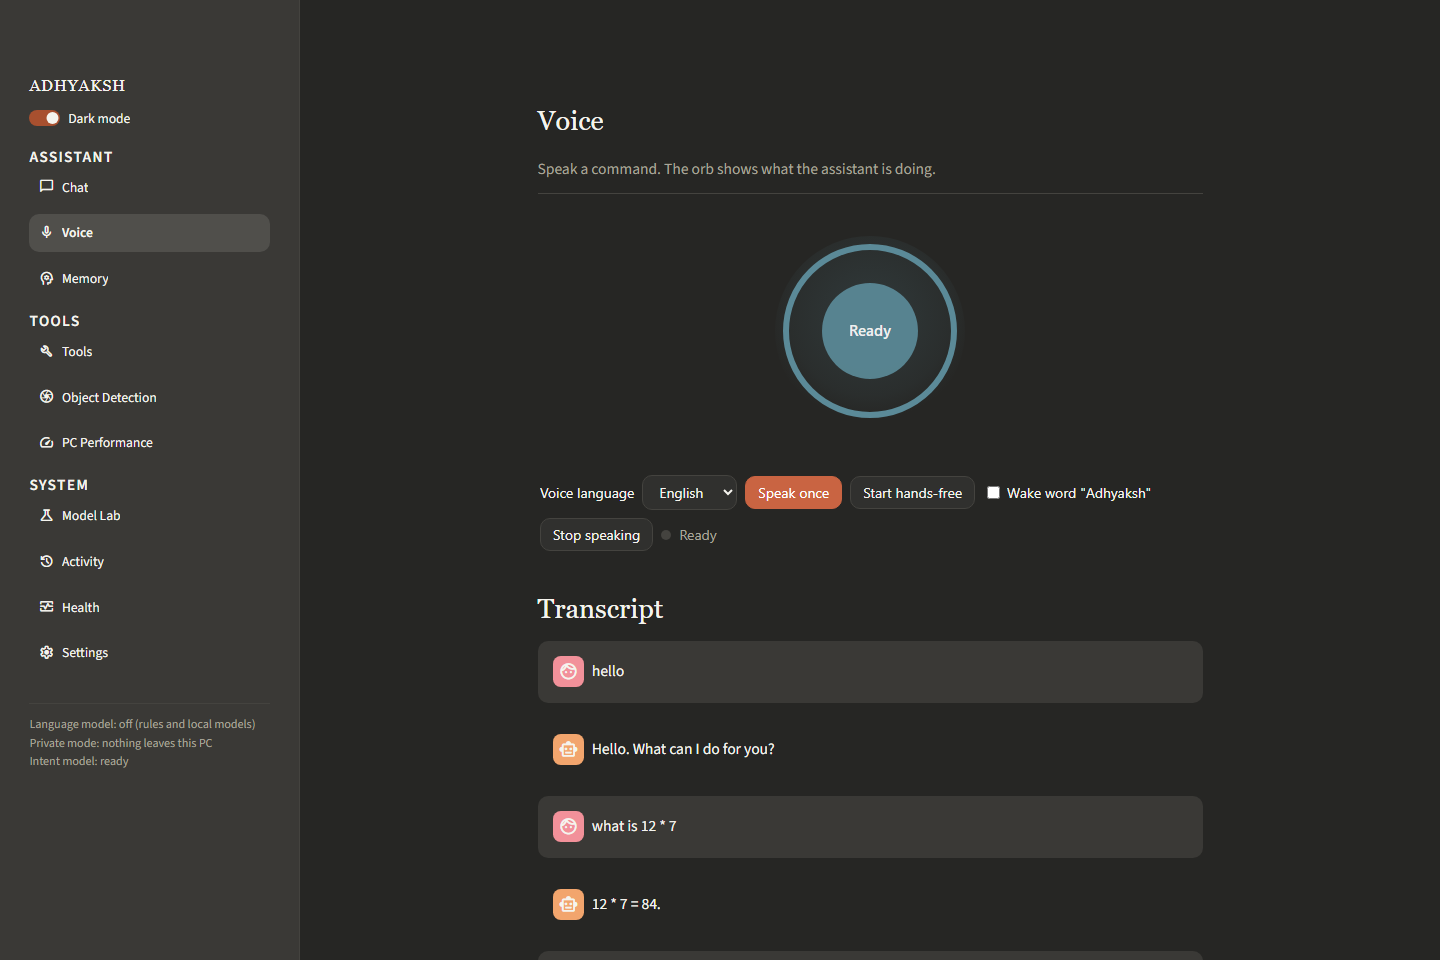 ADHYAKSH
Dark mode
ASSISTANT
Chat
Voice
Memory
TOOLS
Tools
Object Detection
PC Performance
SYSTEM
Model Lab
Activity
Health
Settings
Language model: off (rules and local models)
Private mode: nothing leaves this PC
Intent model: ready
Voice
Speak a command. The orb shows what the assistant is doing.
Ready
Voice language English Speak once Start hands-free Wake word "Adhyaksh"
Stop speaking Ready
Transcript
hello
Hello. What can I do for you?
what is 12 * 7
12 * 7 = 84.